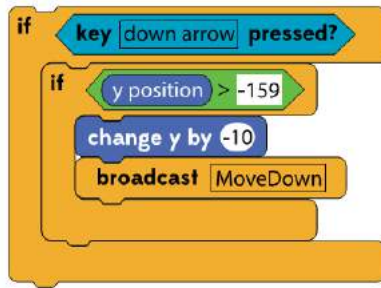 if key down arrow pressed?
if y position > -159
change y by -10
broadcast MoveDown